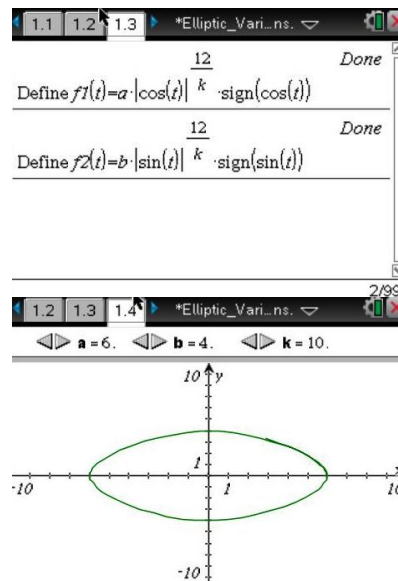 1.1 1.2 1.3 *Elliptic_Vari...ns.
Define f1(t)=a·|cos(t)|^(12/k)·sign(cos(t)) Done
Define f2(t)=b·|sin(t)|^(12/k)·sign(sin(t)) Done
2/99
1.2 1.3 1.4 *Elliptic_Vari...ns.
a = 6. b = 4. k = 10.
10 y
1
-10 1 10
-10